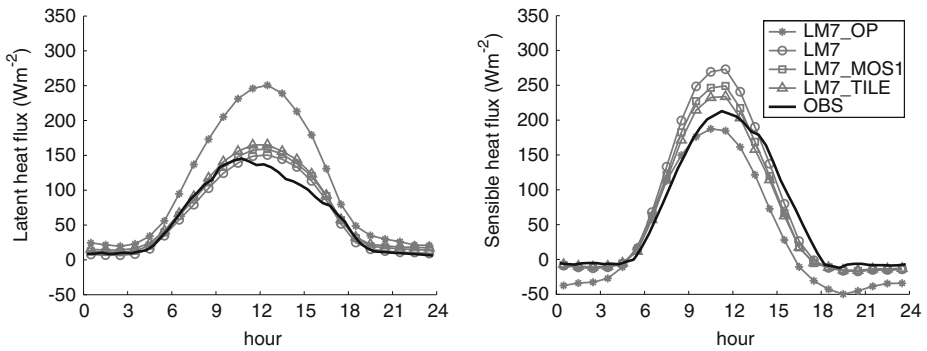 350
300
250
200
150
100
50
0
-50
Latent heat flux (Wm-2)
0 3 6 9 12 15 18 21 24
hour
350
300
250
200
150
100
50
0
-50
Sensible heat flux (Wm-2)
0 3 6 9 12 15 18 21 24
hour
LM7_OP
LM7
LM7_MOS1
LM7_TILE
OBS